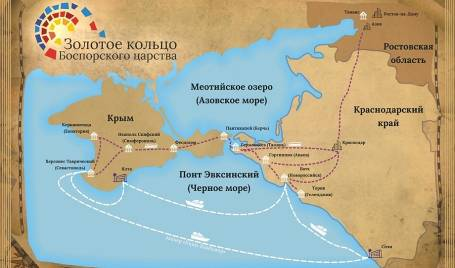 Золотое кольцо
Боспорского царства
Танаис
Ростов-на-Дону
Азов
Ростовская
область
Меотийское озеро
(Азовское море)
Краснодарский
край
Крым
Керкинитида
(Евпатория)
Неаполь Скифский
(Симферополь)
Феодосия
Пантикапей (Керчь)
Гермонасса (Тамань)
Горгиппия (Анапа)
Краснодар
Херсонес Таврический
(Севастополь)
Ялта
Бата
(Новороссийск)
Торик
(Геленджик)
Понт Эвксинский
(Черное море)
Сочи